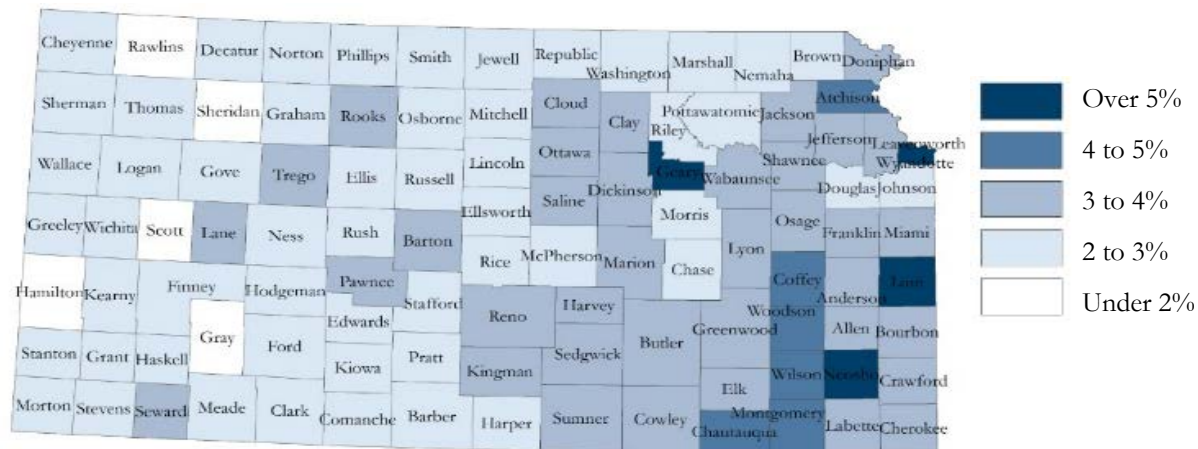 Cheyenne Rawlins Decatur Norton Phillips Smith Jewell Republic Washington Marshall Nemaha Brown Doniphan
Sherman Thomas Sheridan Graham Rooks Osborne Mitchell Cloud Clay Riley Pottawatomie Jackson Atchison
Wallace Logan Gove Trego Ellis Russell Lincoln Ottawa Dickinson Geary Wabaunsee Shawnee Jefferson Leavenworth Wyandotte
Greeley Wichita Scott Lane Ness Rush Barton Ellsworth Saline Morris Lyon Osage Douglas Johnson
Hamilton Kearny Finney Hodgeman Pawnee Stafford Rice McPherson Marion Chase Coffey Franklin Miami
Stanton Grant Haskell Gray Ford Edwards Kiowa Pratt Reno Harvey Sedgwick Butler Greenwood Woodson Anderson Linn
Kingman Elk Wilson Allen Bourbon Neosho Crawford
Morton Stevens Seward Meade Clark Comanche Barber Harper Sumner Cowley Chautauqua Montgomery Labette Cherokee
Over 5%
4 to 5%
3 to 4%
2 to 3%
Under 2%